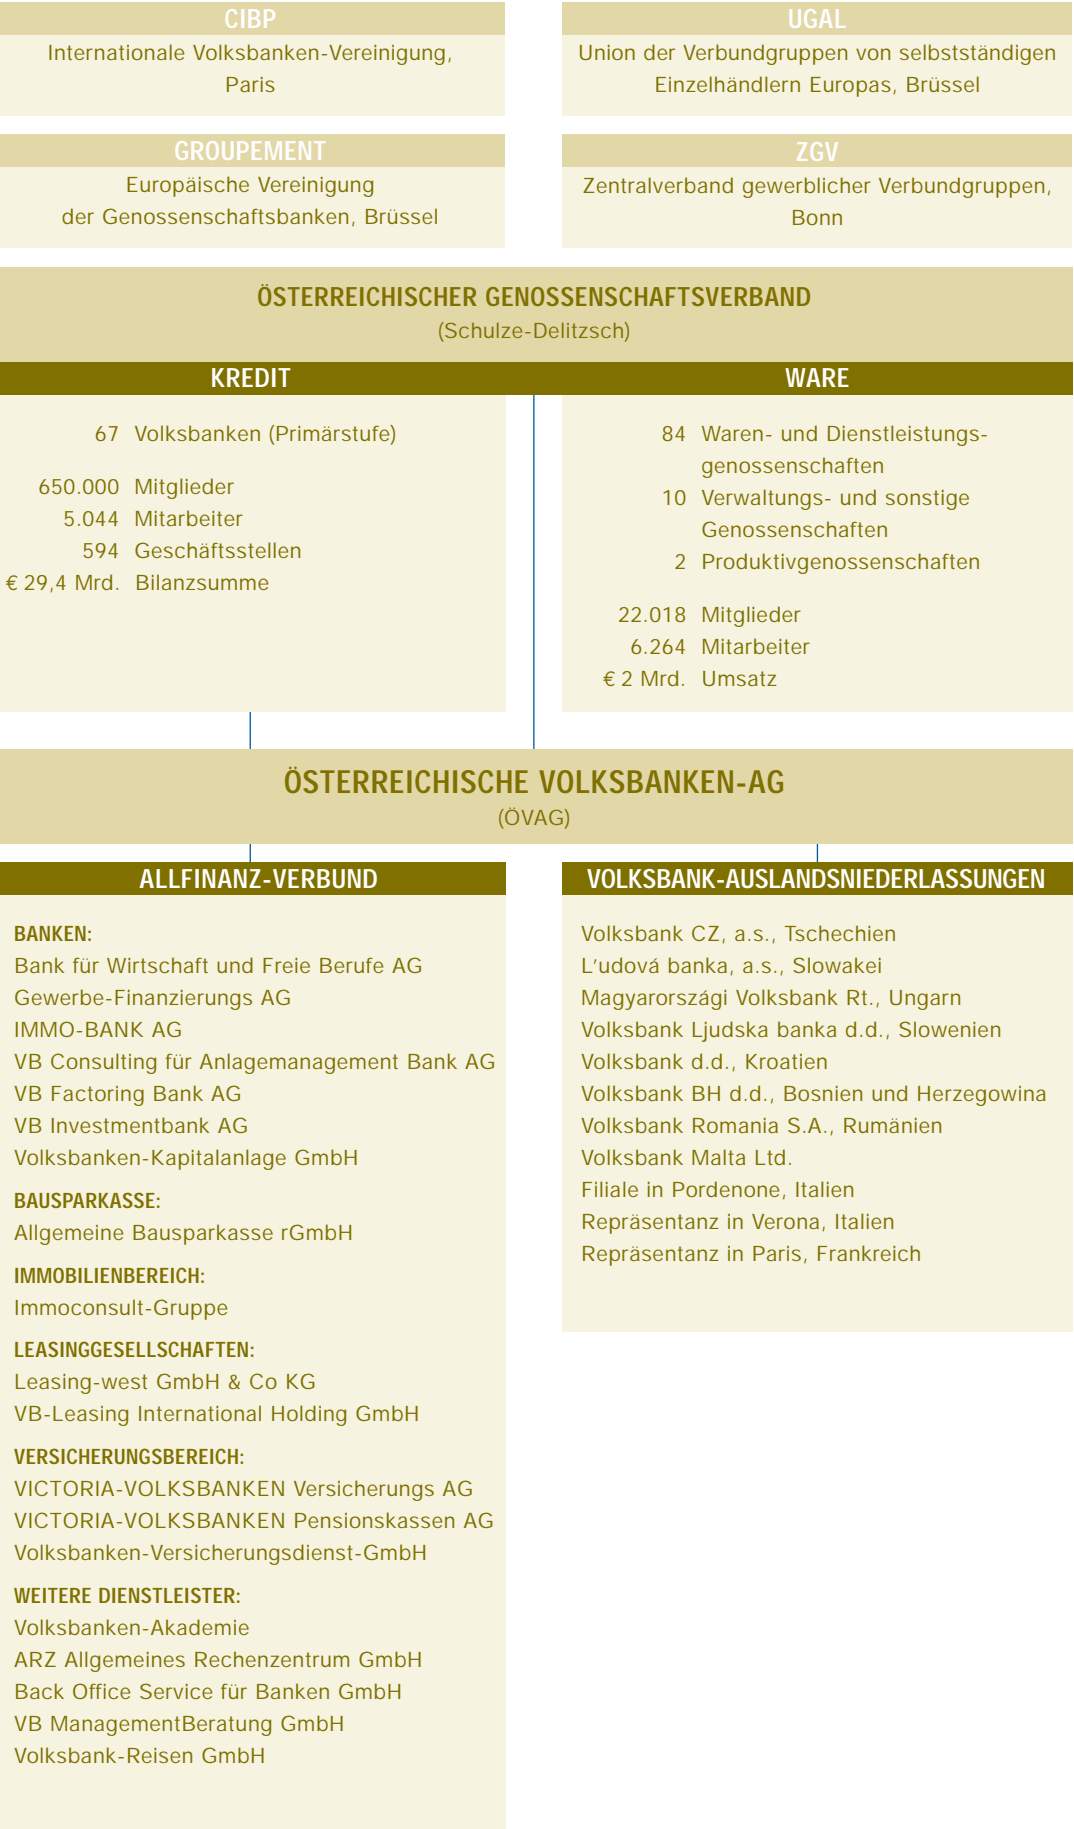 CIBP
Internationale Volksbanken-Vereinigung,
Paris
UGAL
Union der Verbundgruppen von selbstständigen
Einzelhändlern Europas, Brüssel
GROUPEMENT
Europäische Vereinigung
der Genossenschaftsbanken, Brüssel
ZGV
Zentralverband gewerblicher Verbundgruppen,
Bonn
ÖSTERREICHISCHER GENOSSENSCHAFTSVERBAND
(Schulze-Delitzsch)
KREDIT
67 Volksbanken (Primärstufe)
650.000 Mitglieder
5.044 Mitarbeiter
594 Geschäftsstellen
€ 29,4 Mrd. Bilanzsumme
WARE
84 Waren- und Dienstleistungs-
genossenschaften
10 Verwaltungs- und sonstige
Genossenschaften
2 Produktivgenossenschaften
22.018 Mitglieder
6.264 Mitarbeiter
€ 2 Mrd. Umsatz
ÖSTERREICHISCHE VOLKSBANKEN-AG
(ÖVAG)
ALLFINANZ-VERBUND
BANKEN:
Bank für Wirtschaft und Freie Berufe AG
Gewerbe-Finanzierungs AG
IMMO-BANK AG
VB Consulting für Anlagemanagement Bank AG
VB Factoring Bank AG
VB Investmentbank AG
Volksbanken-Kapitalanlage GmbH
BAUSPARKASSE:
Allgemeine Bausparkasse rGmbH
IMMOBILIENBEREICH:
Immoconsult-Gruppe
LEASINGGESELLSCHAFTEN:
Leasing-west GmbH & Co KG
VB-Leasing International Holding GmbH
VERSICHERUNGSBEREICH:
VICTORIA-VOLKSBANKEN Versicherungs AG
VICTORIA-VOLKSBANKEN Pensionskassen AG
Volksbanken-Versicherungsdienst-GmbH
WEITERE DIENSTLEISTER:
Volksbanken-Akademie
ARZ Allgemeines Rechenzentrum GmbH
Back Office Service für Banken GmbH
VB ManagementBeratung GmbH
Volksbank-Reisen GmbH
VOLKSBANK-AUSLANDSNIEDERLASSUNGEN
Volksbank CZ, a.s., Tschechien
L'udová banka, a.s., Slowakei
Magyarországi Volksbank Rt., Ungarn
Volksbank Ljudska banka d.d., Slowenien
Volksbank d.d., Kroatien
Volksbank BH d.d., Bosnien und Herzegowina
Volksbank Romania S.A., Rumänien
Volksbank Malta Ltd.
Filiale in Pordenone, Italien
Repräsentanz in Verona, Italien
Repräsentanz in Paris, Frankreich